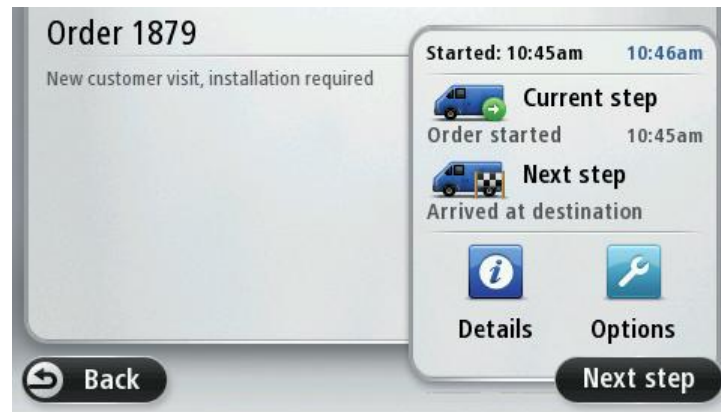 Order 1879
New customer visit, installation required
Started: 10:45am 10:46am
Current step
Order started 10:45am
Next step
Arrived at destination
Details Options
Back Next step